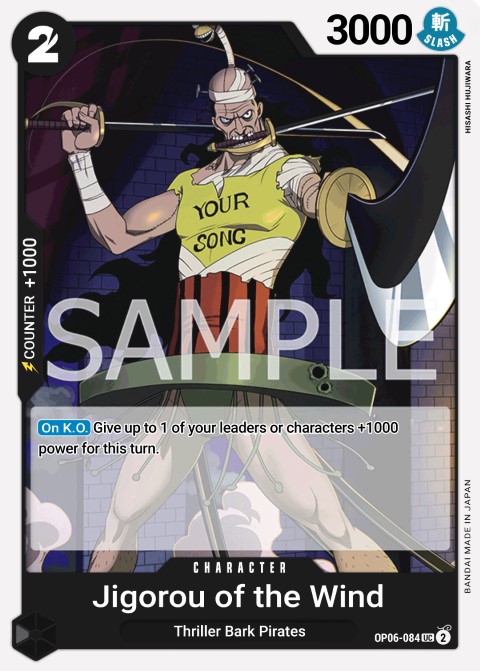 2
3000
斬
SLASH
HISASHI HUJIWARA
YOUR
SONG
COUNTER +1000
SAMPLE
On K.O. Give up to 1 of your leaders or characters +1000
power for this turn.
BANDAI MADE IN JAPAN
CHARACTER
Jigorou of the Wind
Thriller Bark Pirates
OP06-084 UC 2